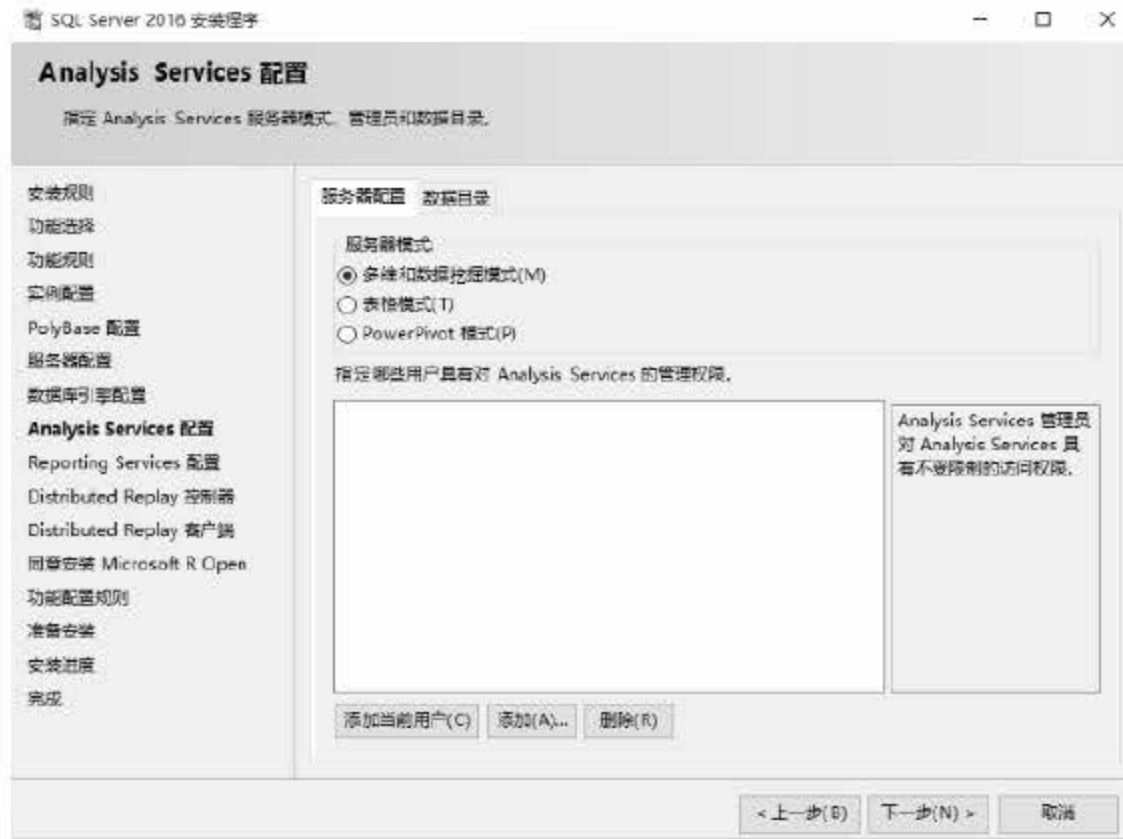 SQL Server 2016 安装程序
Analysis Services 配置
指定 Analysis Services 服务器模式、管理员和数据目录。
安装规则
功能选择
功能规则
实例配置
PolyBase 配置
服务器配置
数据库引擎配置
Analysis Services 配置
Reporting Services 配置
Distributed Replay 控制器
Distributed Replay 客户端
同意安装 Microsoft R Open
功能配置规则
准备安装
安装进度
完成
服务器配置 数据目录
服务器模式
多维和数据挖掘模式(M)
表格模式(T)
PowerPivot 模式(P)
指定哪些用户具有对 Analysis Services 的管理权限。
Analysis Services 管理员
对 Analysis Services 具
有不受限制的访问权限。
添加当前用户(C) 添加(A)... 删除(R)
< 上一步(B) 下一步(N) > 取消